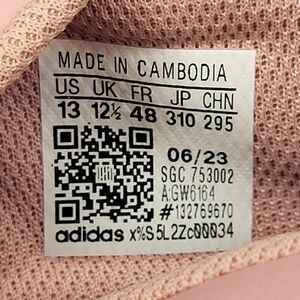 MADE IN CAMBODIA
US UK FR JP CHN
13 12½ 48 310 295
06/23
SGC 753002
A:GW6164
#132769670
adidas X%S5L2Zc00034